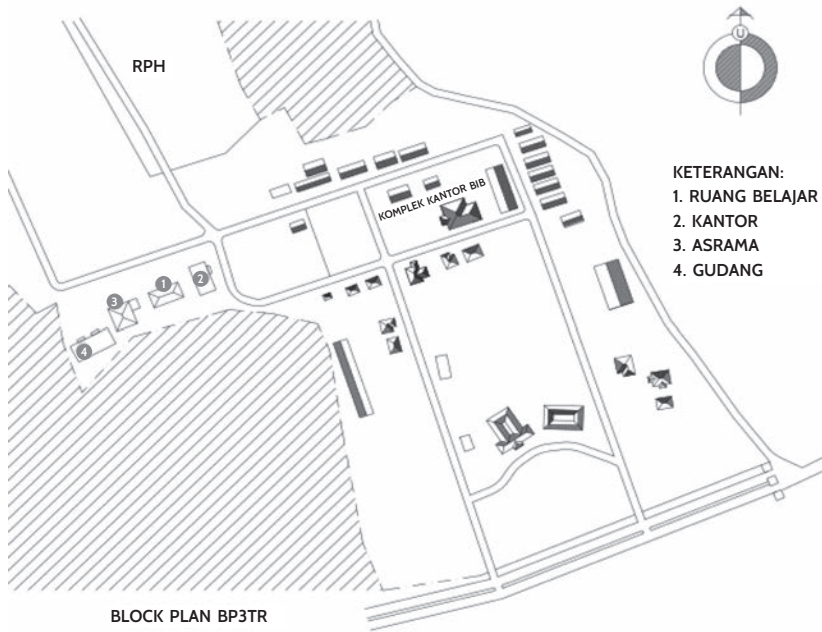 RPH
U
KOMPLEK KANTOR BIB
KETERANGAN:
1. RUANG BELAJAR
2. KANTOR
3. ASRAMA
4. GUDANG
1
2
3
4
BLOCK PLAN BP3TR